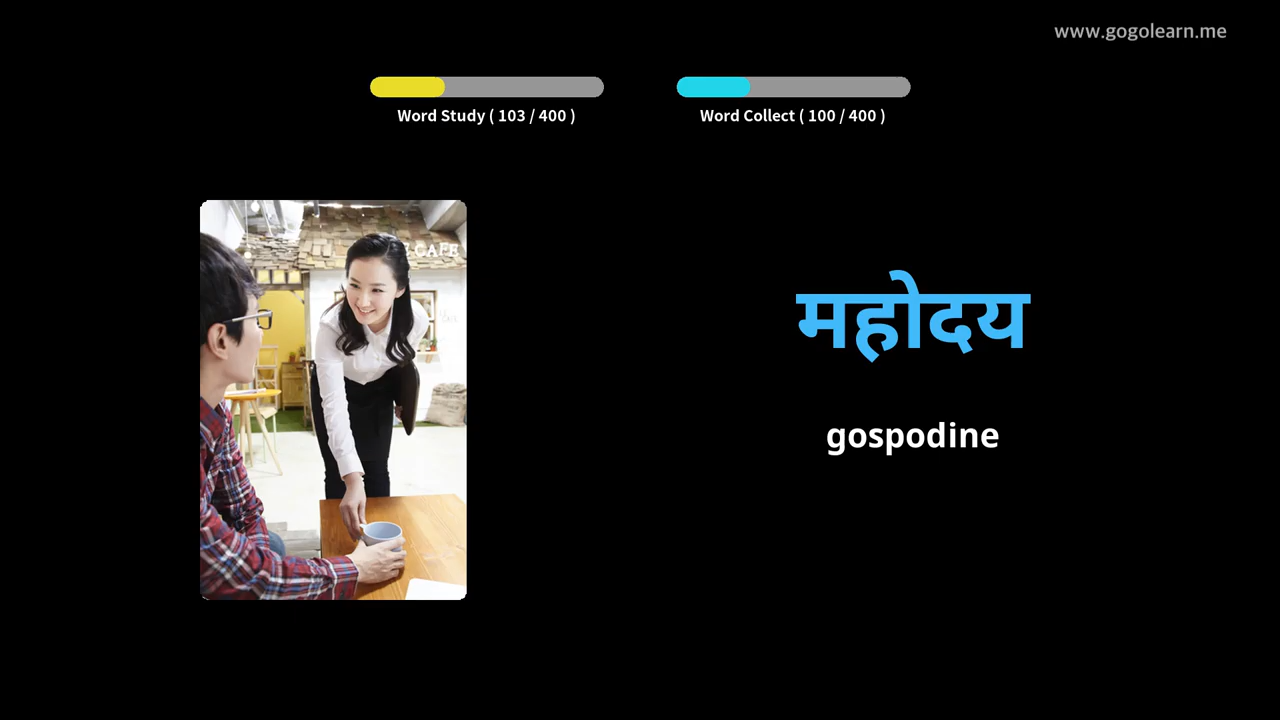 www.gogolearn.me
Word Study ( 103 / 400 )
Word Collect ( 100 / 400 )
CAFE
महोदय
gospodine